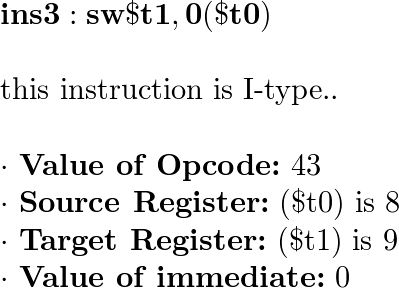 ins3 : sw$t1, 0($t0)
this instruction is I-type..
· Value of Opcode: 43
· Source Register: ($t0) is 8
· Target Register: ($t1) is 9
· Value of immediate: 0